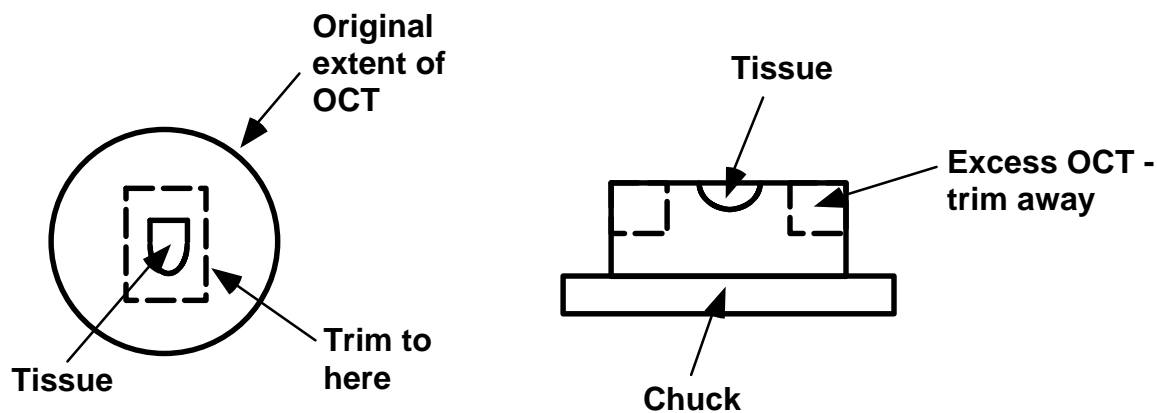 Original
extent of
OCT
Tissue
Trim to
here
Tissue
Excess OCT -
trim away
Chuck